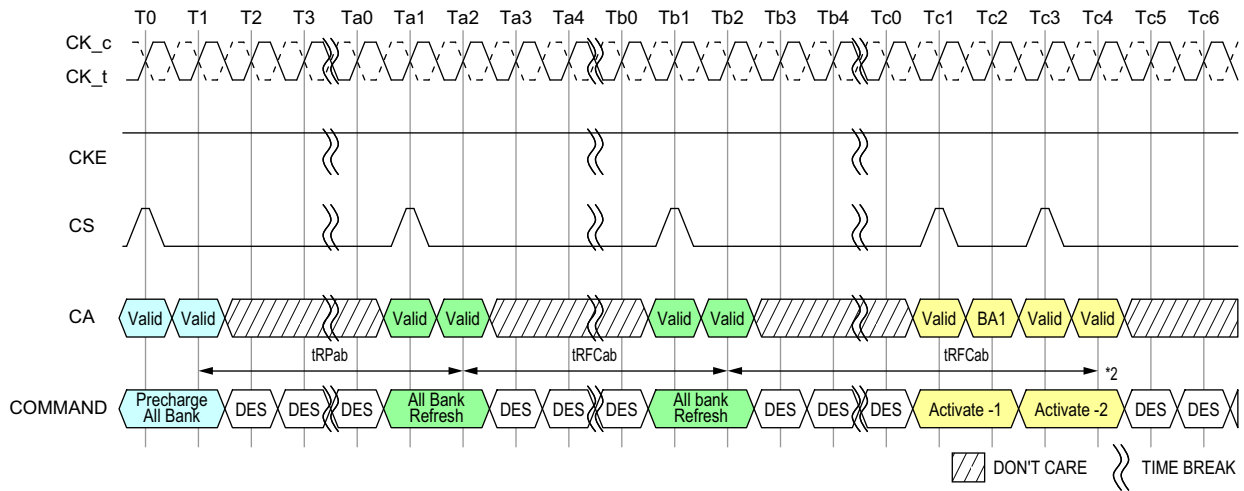 T0 T1 T2 T3 Ta0 Ta1 Ta2 Ta3 Ta4 Tb0 Tb1 Tb2 Tb3 Tb4 Tc0 Tc1 Tc2 Tc3 Tc4 Tc5 Tc6
CK_c
CK_t
CKE
CS
CA Valid Valid Valid Valid Valid Valid Valid BA1 Valid Valid
tRPab tRFCab tRFCab *2
COMMAND Precharge All Bank DES DES DES All Bank Refresh DES DES DES All bank Refresh DES DES DES Activate -1 Activate -2 DES DES
DON'T CARE TIME BREAK